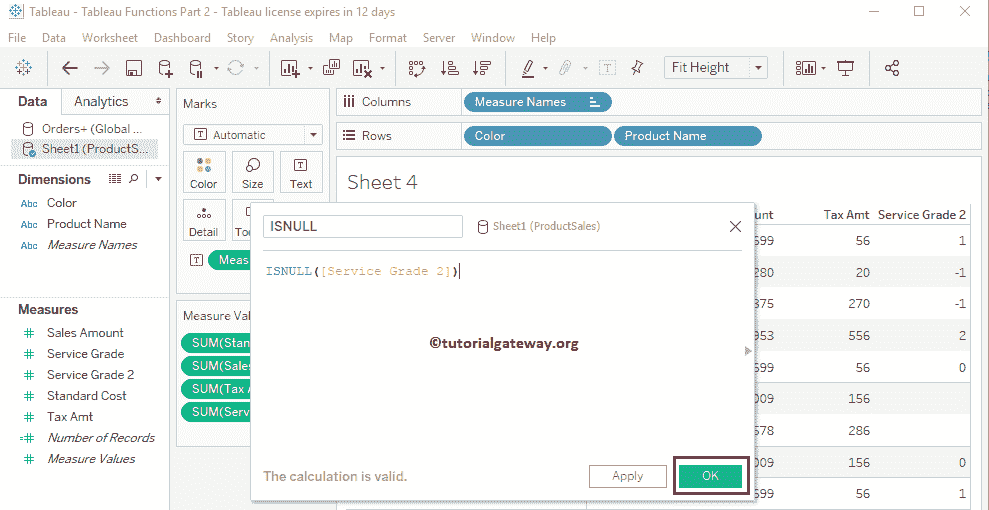 Tableau - Tableau Functions Part 2 - Tableau license expires in 12 days
File Data Worksheet Dashboard Story Analysis Map Format Server Window Help
Fit Height
Data Analytics
Orders+ (Global ...
Sheet1 (ProductS...
Dimensions
Abc Color
Abc Product Name
Abc Measure Names
Measures
# Sales Amount
# Service Grade
# Service Grade 2
# Standard Cost
# Tax Amt
=# Number of Records
# Measure Values
Marks
T Automatic
Color Size Text
Detail
T Meas
Measure Val
SUM(Stan
SUM(Sales
SUM(Tax A
SUM(Serv
Columns Measure Names
Rows Color Product Name
Sheet 4
unt Tax Amt Service Grade 2
599 56 1
280 20 -1
375 270 -1
953 556 2
599 56 0
009 156
578 286
009 156 0
599 56 1
ISNULL Sheet1 (ProductSales)
ISNULL([Service Grade 2])
©tutorialgateway.org
The calculation is valid. Apply OK